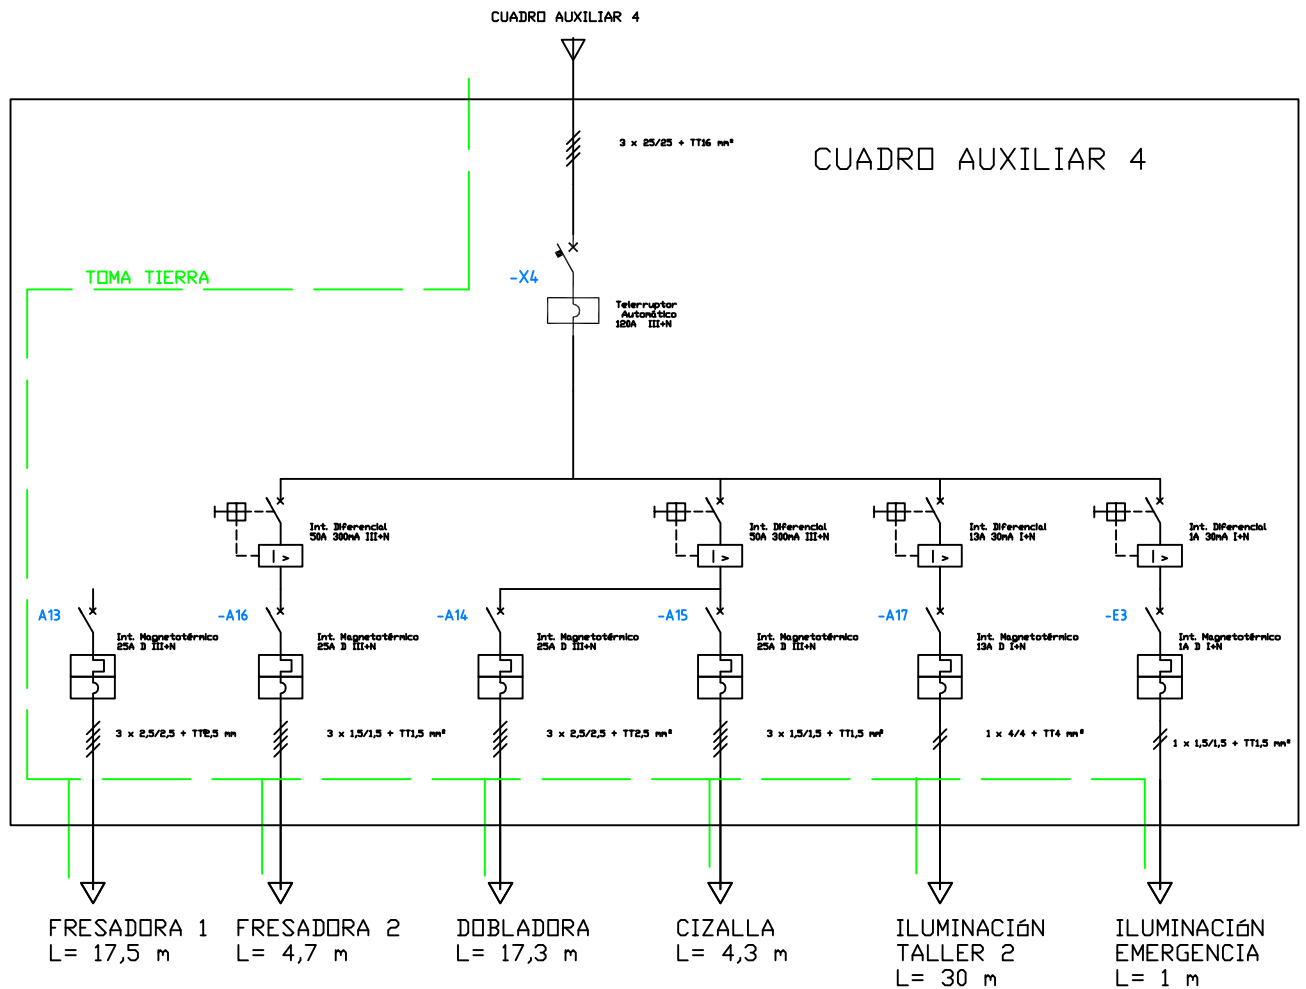 CUADRO AUXILIAR 4
3 x 25/25 + TT16 mm²
CUADRO AUXILIAR 4
TOMA TIERRA
-X4
Telerruptor
Automático
120A III+N
Int. Diferencial
50A 300mA III+N
Int. Diferencial
50A 300mA III+N
Int. Diferencial
13A 30mA I+N
Int. Diferencial
1A 30mA I+N
A13
-A16
-A14
-A15
-A17
-E3
Int. Magnetotérmico
25A D III+N
Int. Magnetotérmico
25A D III+N
Int. Magnetotérmico
25A D III+N
Int. Magnetotérmico
25A D III+N
Int. Magnetotérmico
13A D I+N
Int. Magnetotérmico
1A D I+N
3 x 2,5/2,5 + TT2,5 mm
3 x 1,5/1,5 + TT1,5 mm²
3 x 2,5/2,5 + TT2,5 mm²
3 x 1,5/1,5 + TT1,5 mm²
1 x 4/4 + TT4 mm²
1 x 1,5/1,5 + TT1,5 mm²
FRESADORA 1
L= 17,5 m
FRESADORA 2
L= 4,7 m
DOBLADORA
L= 17,3 m
CIZALLA
L= 4,3 m
ILUMINACIóN
TALLER 2
L= 30 m
ILUMINACIóN
EMERGENCIA
L= 1 m